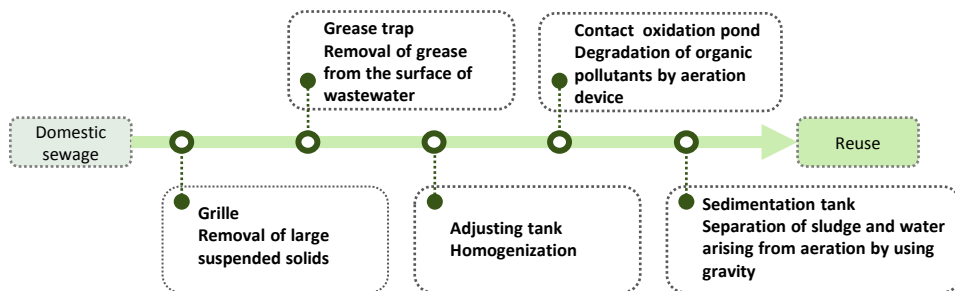 Domestic
sewage
Grille
Removal of large
suspended solids
Grease trap
Removal of grease
from the surface of
wastewater
Adjusting tank
Homogenization
Contact oxidation pond
Degradation of organic
pollutants by aeration
device
Sedimentation tank
Separation of sludge and water
arising from aeration by using
gravity
Reuse